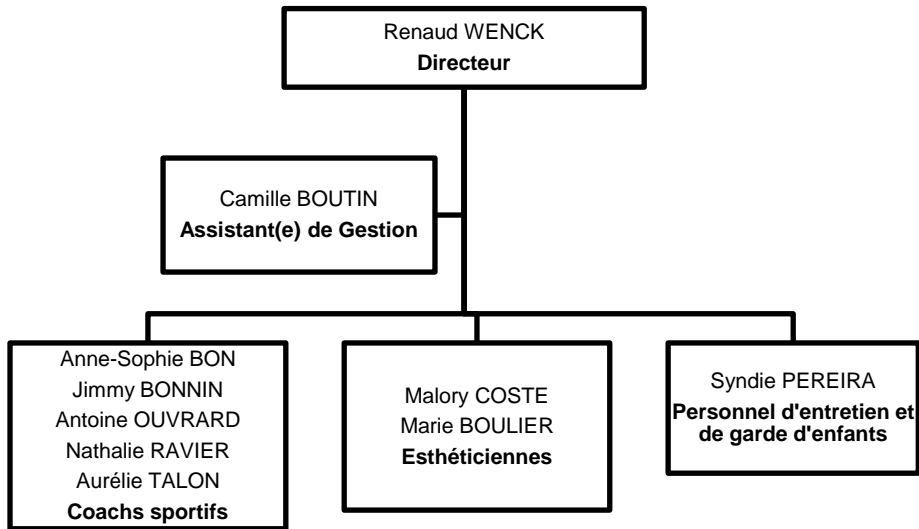 Renaud WENCK
Directeur
Camille BOUTIN
Assistant(e) de Gestion
Anne-Sophie BON
Jimmy BONNIN
Antoine OUVRARD
Nathalie RAVIER
Aurélie TALON
Coachs sportifs
Malory COSTE
Marie BOULIER
Esthéticiennes
Syndie PEREIRA
Personnel d'entretien et
de garde d'enfants